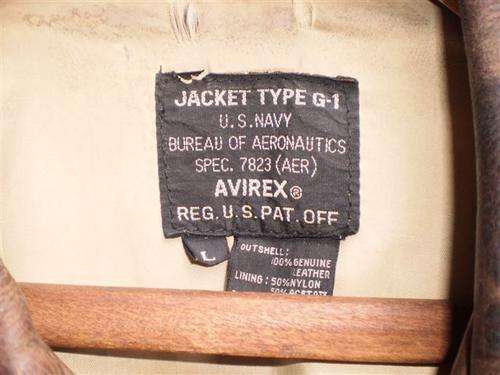 JACKET TYPE G-1
U.S. NAVY
BUREAU OF AERONAUTICS
SPEC. 7823 (AER)
AVIREX®
REG. U.S. PAT. OFF
L
OUTSHELL:
100% GENUINE
LEATHER
LINING: 50% NYLON
50%